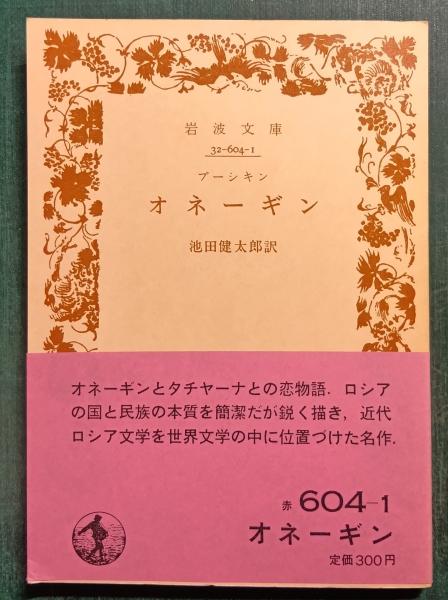 岩波文庫
32-604-1
プーシキン
オネーギン
池田健太郎訳
オネーギンとタチヤーナとの恋物語．ロシア
の国と民族の本質を簡潔だが鋭く描き，近代
ロシア文学を世界文学の中に位置づけた名作．
赤 604-1
オネーギン
定価300円